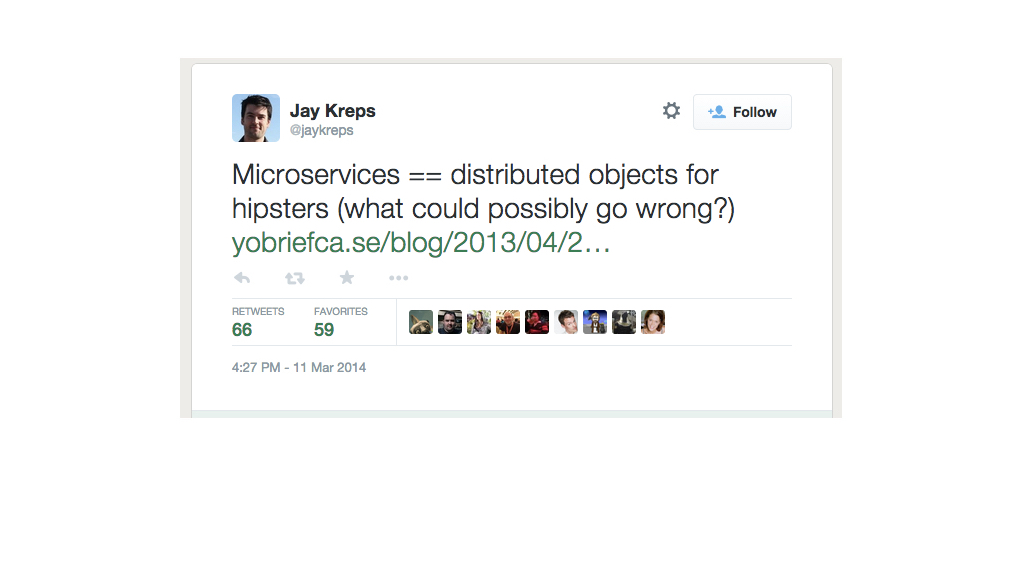 Jay Kreps
@jaykreps
Follow
Microservices == distributed objects for
hipsters (what could possibly go wrong?)
yobriefca.se/blog/2013/04/2…
RETWEETS
66
FAVORITES
59
4:27 PM - 11 Mar 2014